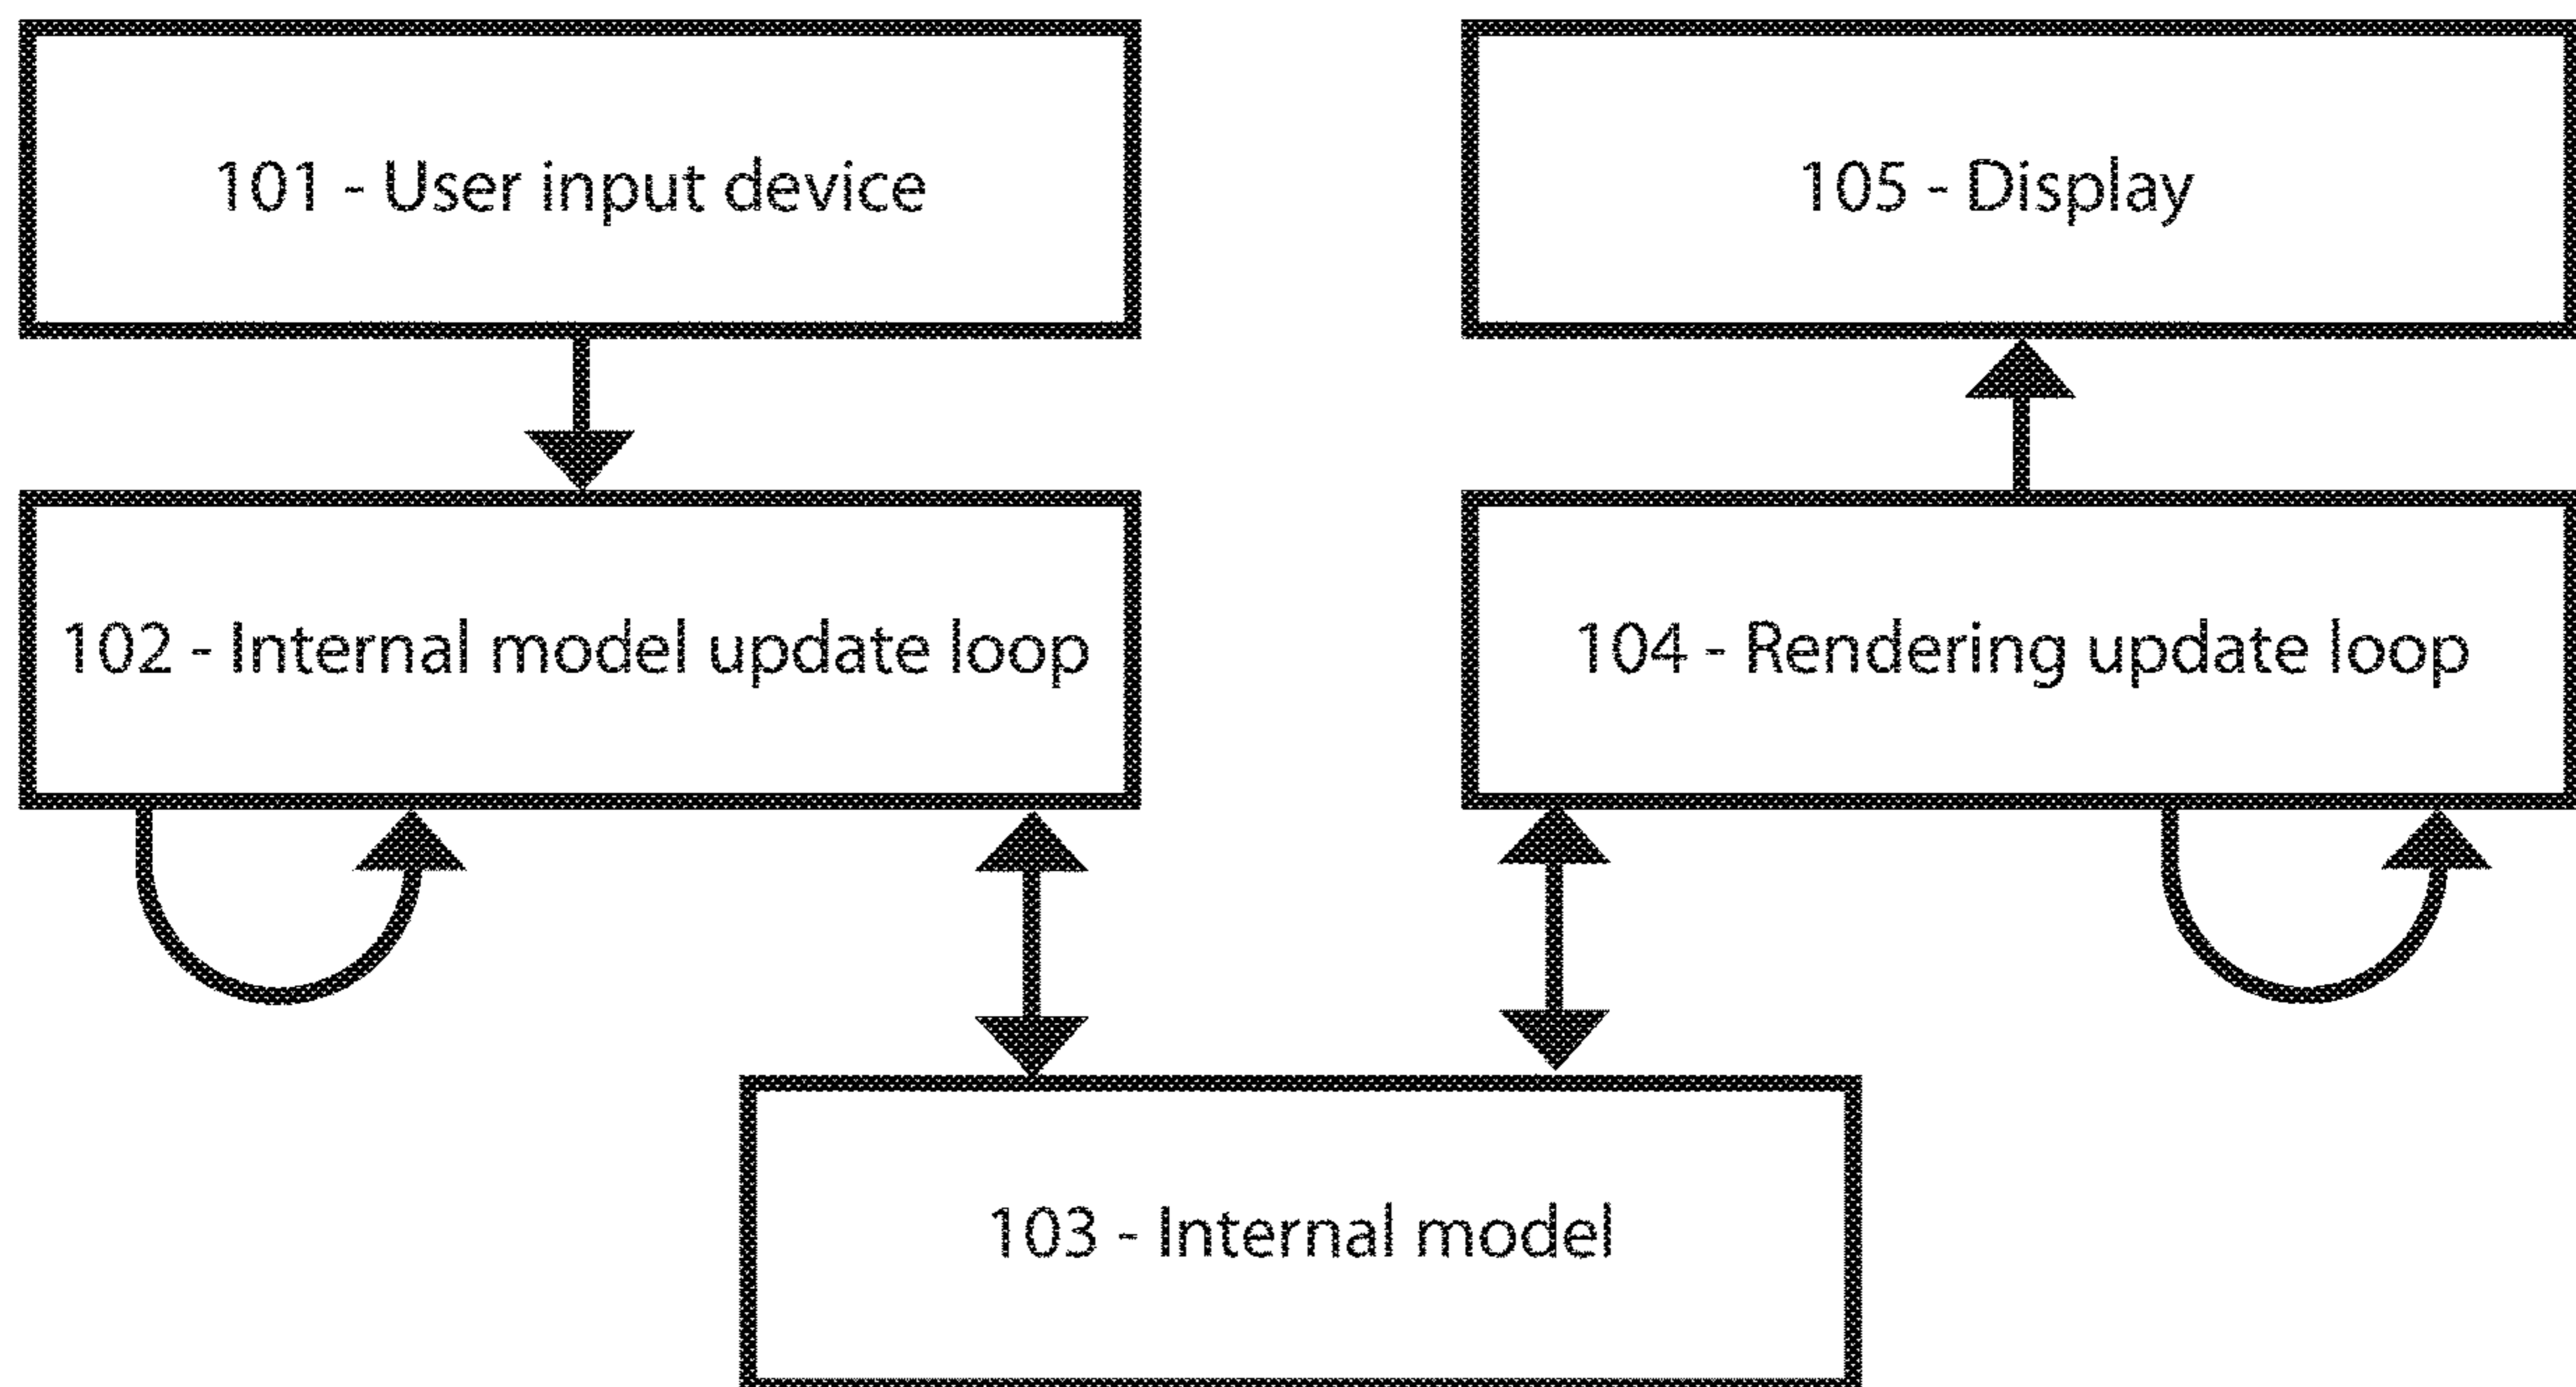 101 - User input device
105 - Display
102 - Internal model update loop
104 - Rendering update loop
103 - Internal model